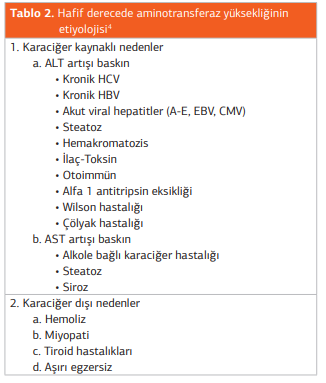 Tablo 2. Hafif derecede aminotransferaz yüksekliğinin
etiyolojisi⁴
1. Karaciğer kaynaklı nedenler
a. ALT artışı baskın
• Kronik HCV
• Kronik HBV
• Akut viral hepatitler (A-E, EBV, CMV)
• Steatoz
• Hemakromatozis
• İlaç-Toksin
• Otoimmün
• Alfa 1 antitripsin eksikliği
• Wilson hastalığı
• Çölyak hastalığı
b. AST artışı baskın
• Alkole bağlı karaciğer hastalığı
• Steatoz
• Siroz
2. Karaciğer dışı nedenler
a. Hemoliz
b. Miyopati
c. Tiroid hastalıkları
d. Aşırı egzersiz